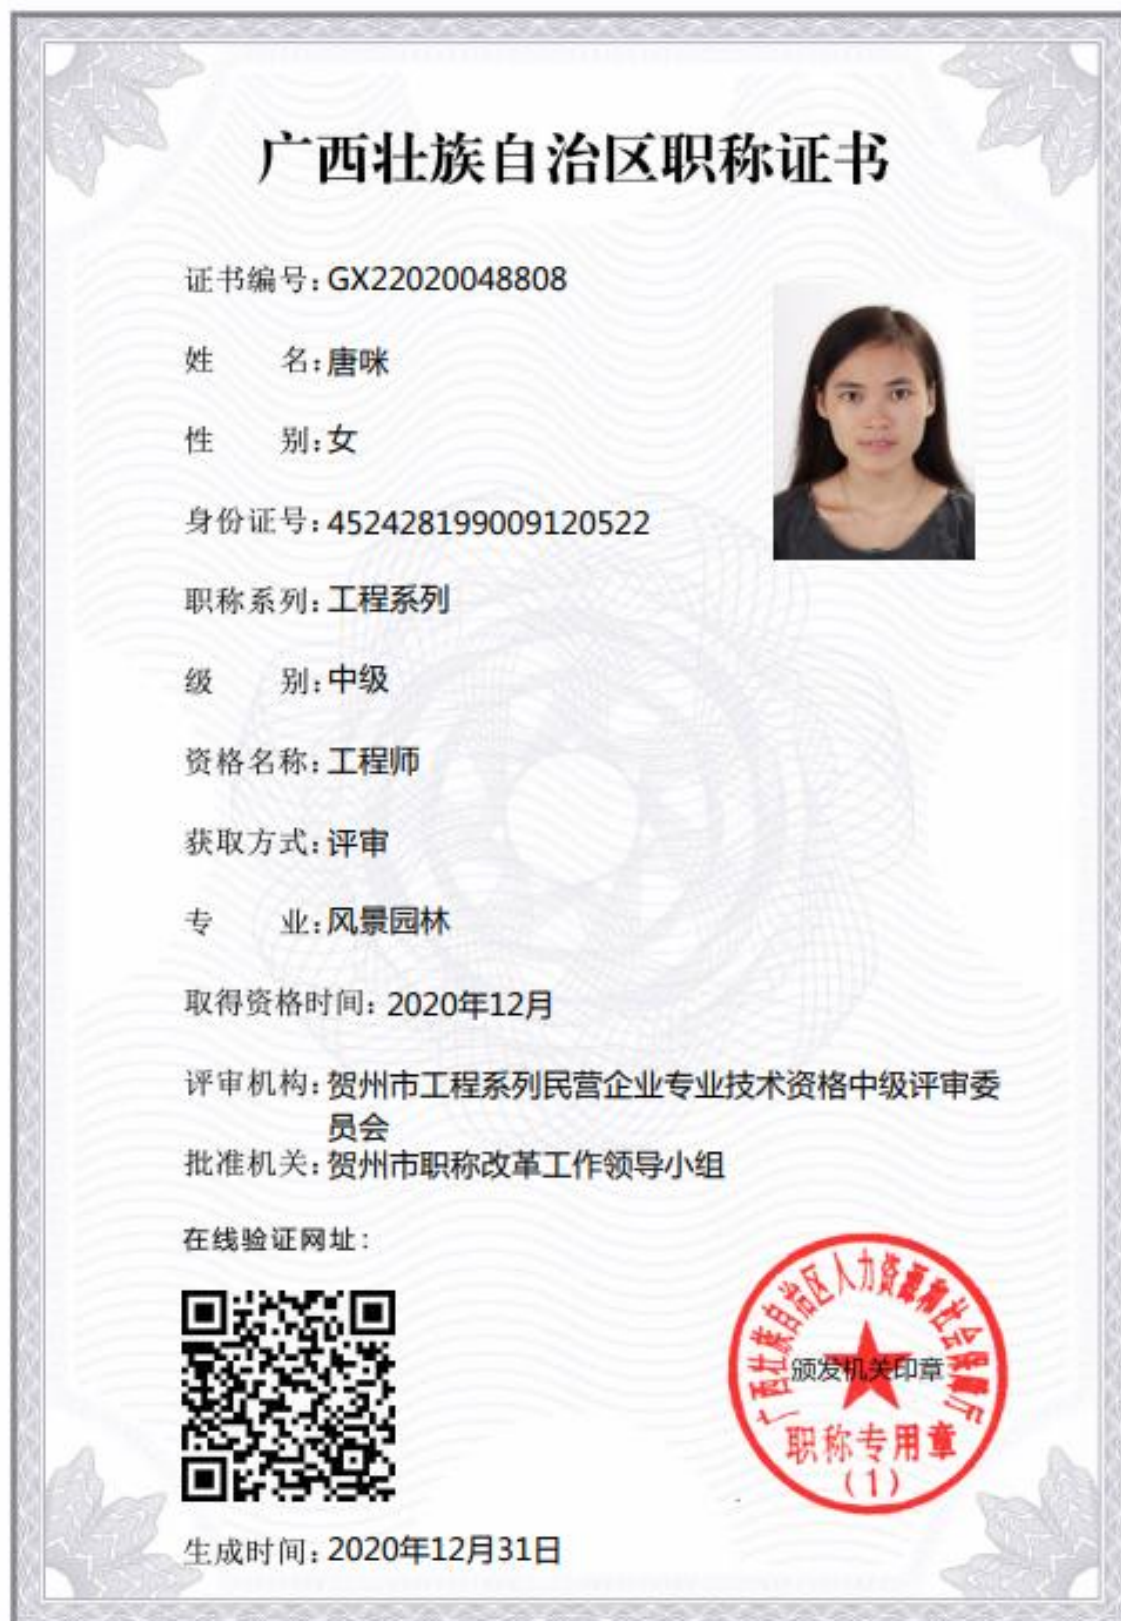 广西壮族自治区职称证书
证书编号：GX22020048808
姓　　名：唐咪
性　　别：女
身份证号：452428199009120522
职称系列：工程系列
级　　别：中级
资格名称：工程师
获取方式：评审
专　　业：风景园林
取得资格时间：2020年12月
评审机构：贺州市工程系列民营企业专业技术资格中级评审委
员会
批准机关：贺州市职称改革工作领导小组
在线验证网址：
广西壮族自治区人力资源和社会保障厅
颁发机关印章
职称专用章
（1）
生成时间：2020年12月31日